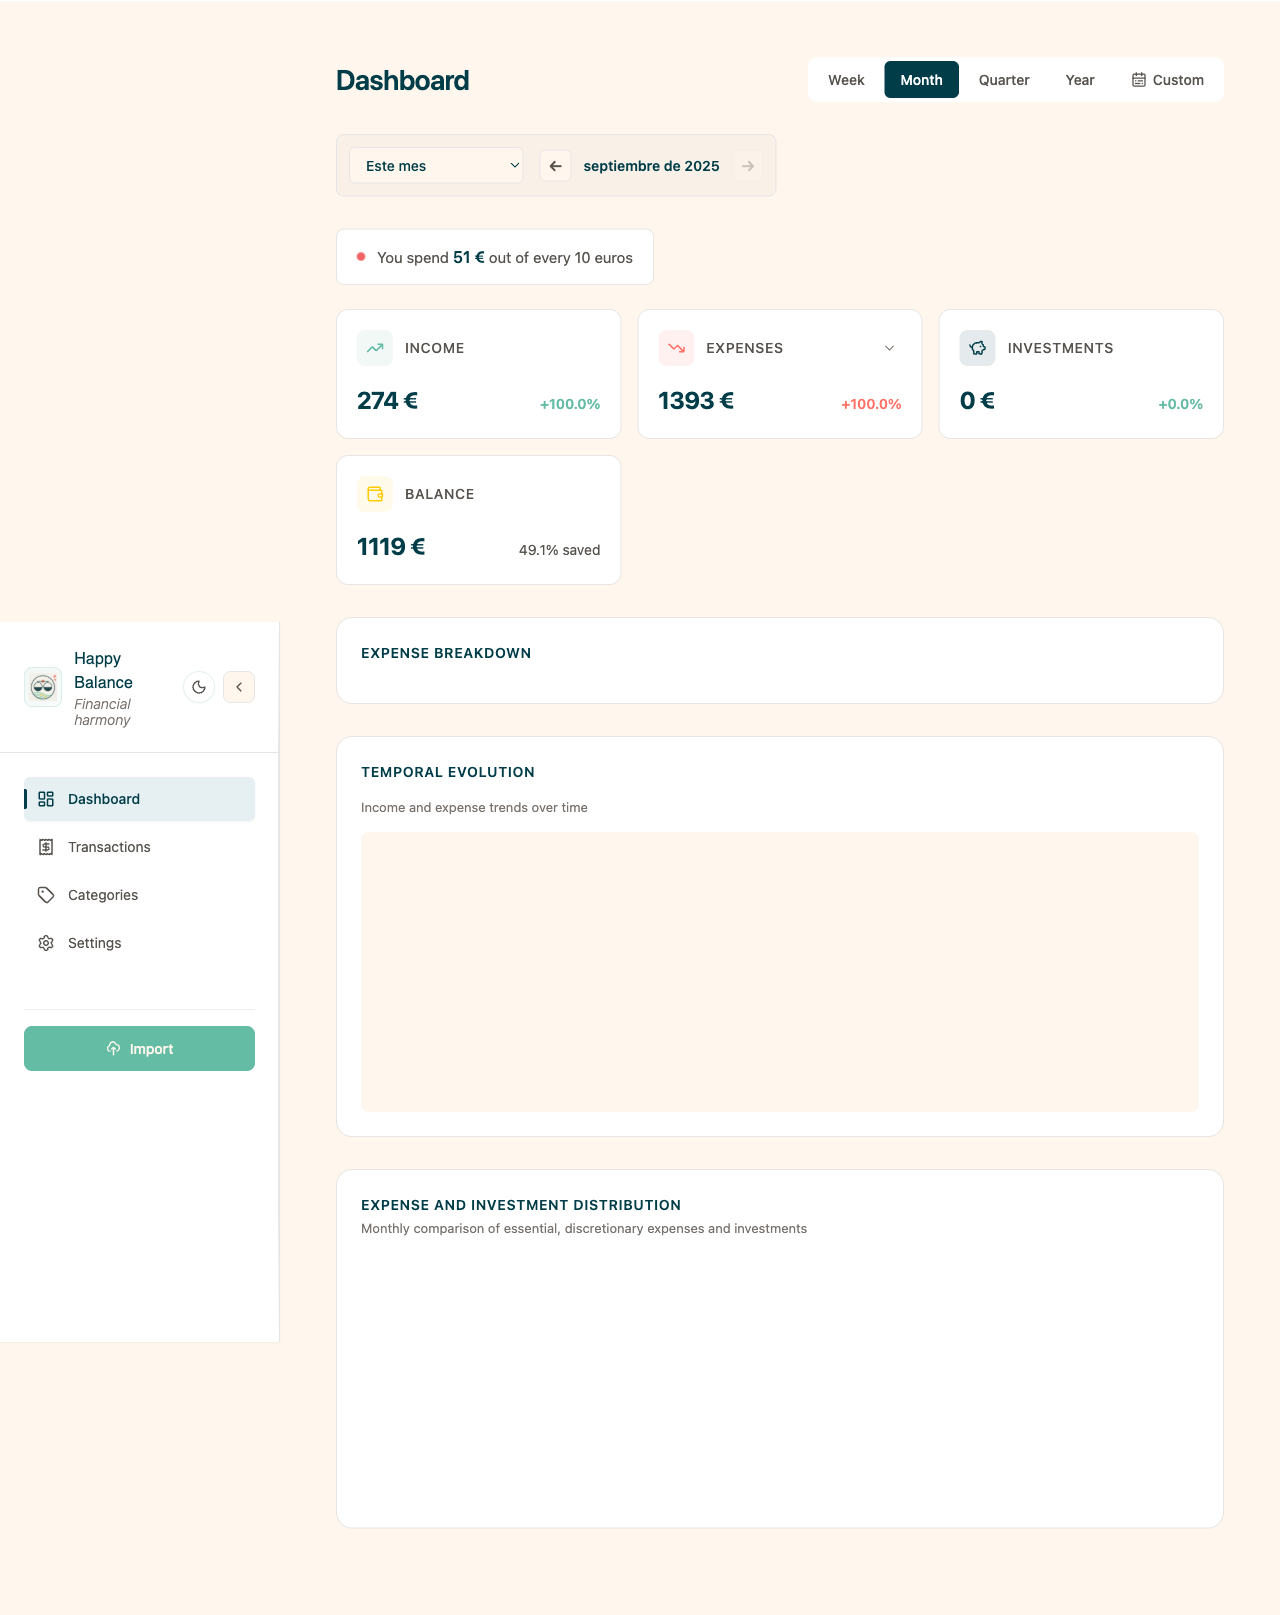 Dashboard
Week
Month
Quarter
Year
Custom
Este mes
septiembre de 2025
You spend 51 € out of every 10 euros
INCOME
274 €
+100.0%
EXPENSES
1393 €
+100.0%
INVESTMENTS
0 €
+0.0%
BALANCE
1119 €
49.1% saved
Happy
Balance
Financial
harmony
Dashboard
Transactions
Categories
Settings
Import
EXPENSE BREAKDOWN
TEMPORAL EVOLUTION
Income and expense trends over time
EXPENSE AND INVESTMENT DISTRIBUTION
Monthly comparison of essential, discretionary expenses and investments